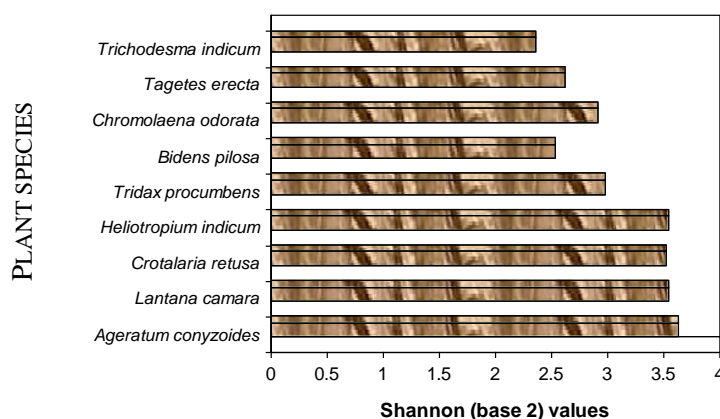 PLANT SPECIES
Trichodesma indicum
Tagetes erecta
Chromolaena odorata
Bidens pilosa
Tridax procumbens
Heliotropium indicum
Crotalaria retusa
Lantana camara
Ageratum conyzoides
0 0.5 1 1.5 2 2.5 3 3.5 4
Shannon (base 2) values